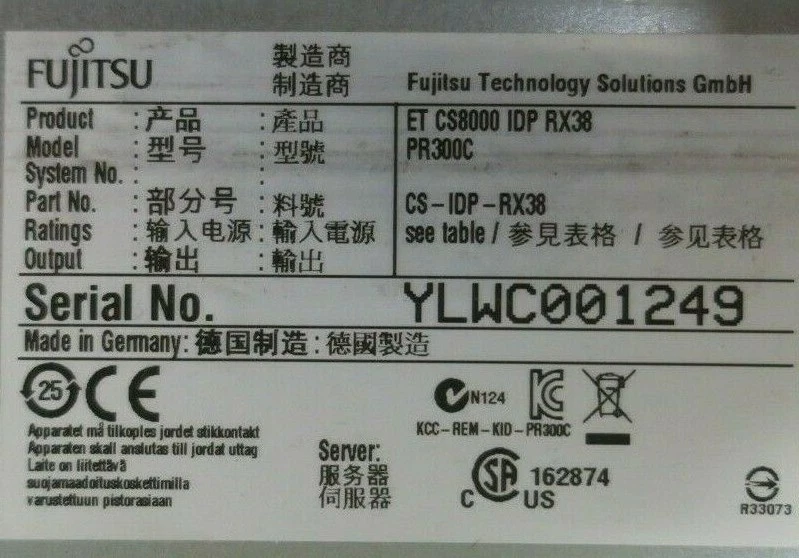 FUJITSU
製造商
制造商
Fujitsu Technology Solutions GmbH
Product : 产品 : 產品 ET CS8000 IDP RX38
Model : 型号 : 型號 PR300C
System No. : :
Part No. : 部分号 : 料號 CS-IDP-RX38
Ratings : 输入电源 : 輸入電源 see table / 參見表格 / 参见表格
Output : 输出 : 輸出
Serial No. YLWC001249
Made in Germany: 德国制造: 德國製造
25 CE N124
KCC-REM-KID-PR300C
Apparatet må tilkoples jordet stikkontakt
Apparaten skall anslutas till jordat uttag
Laite on liitettävä
suojamaadoituskoskettimilla
varustettuun pistorasiaan
Server:
服务器
伺服器
C SA US 162874
R33073